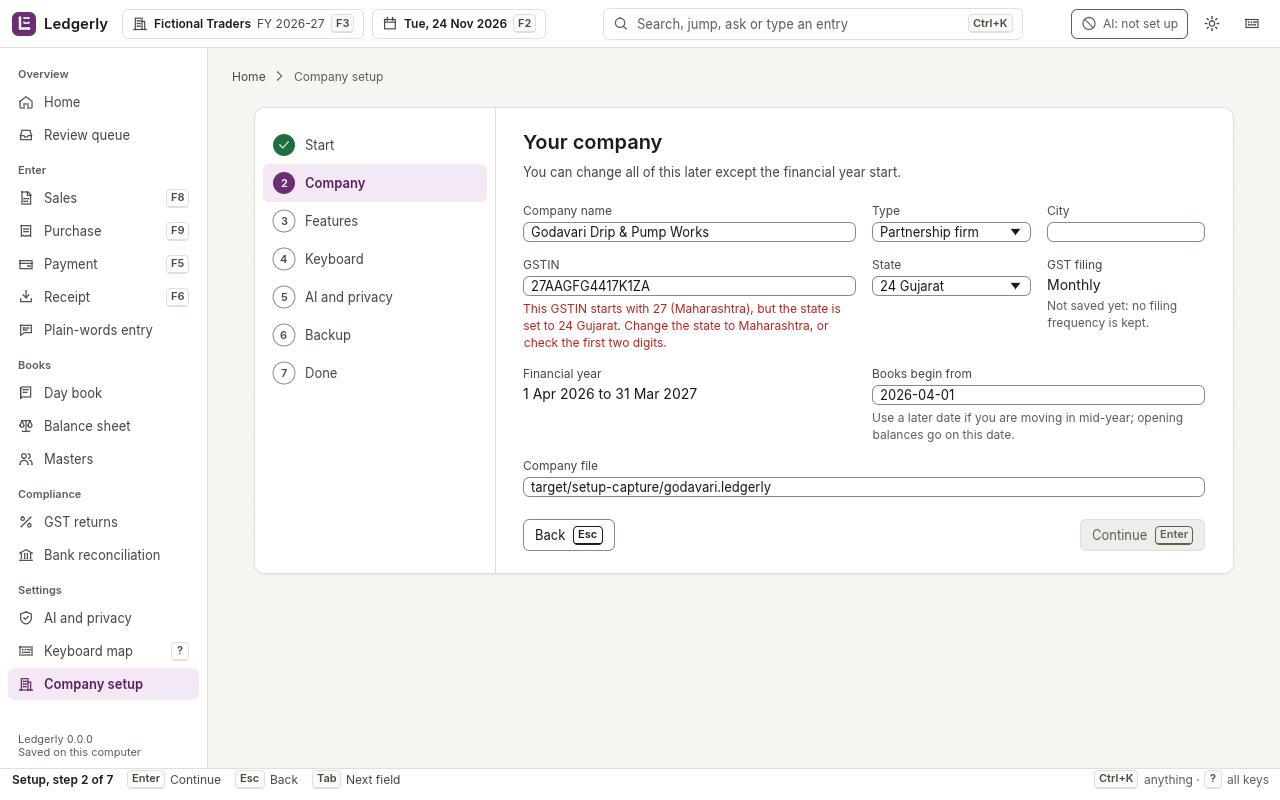 Ledgerly
Fictional Traders FY 2026-27 F3
Tue, 24 Nov 2026 F2
Search, jump, ask or type an entry Ctrl+K
AI: not set up
Overview
Home
Review queue
Enter
Sales F8
Purchase F9
Payment F5
Receipt F6
Plain-words entry
Books
Day book
Balance sheet
Masters
Compliance
GST returns
Bank reconciliation
Settings
AI and privacy
Keyboard map ?
Company setup
Ledgerly 0.0.0
Saved on this computer
Home > Company setup
Start
2 Company
3 Features
4 Keyboard
5 AI and privacy
6 Backup
7 Done
Your company
You can change all of this later except the financial year start.
Company name Type City
Godavari Drip & Pump Works Partnership firm
GSTIN State GST filing
27AAGFG4417K1ZA 24 Gujarat Monthly
This GSTIN starts with 27 (Maharashtra), but the state is
set to 24 Gujarat. Change the state to Maharashtra, or
check the first two digits.
Not saved yet: no filing
frequency is kept.
Financial year Books begin from
1 Apr 2026 to 31 Mar 2027 2026-04-01
Use a later date if you are moving in mid-year; opening
balances go on this date.
Company file
target/setup-capture/godavari.ledgerly
Back Esc Continue Enter
Setup, step 2 of 7 Enter Continue Esc Back Tab Next field Ctrl+K anything · ? all keys